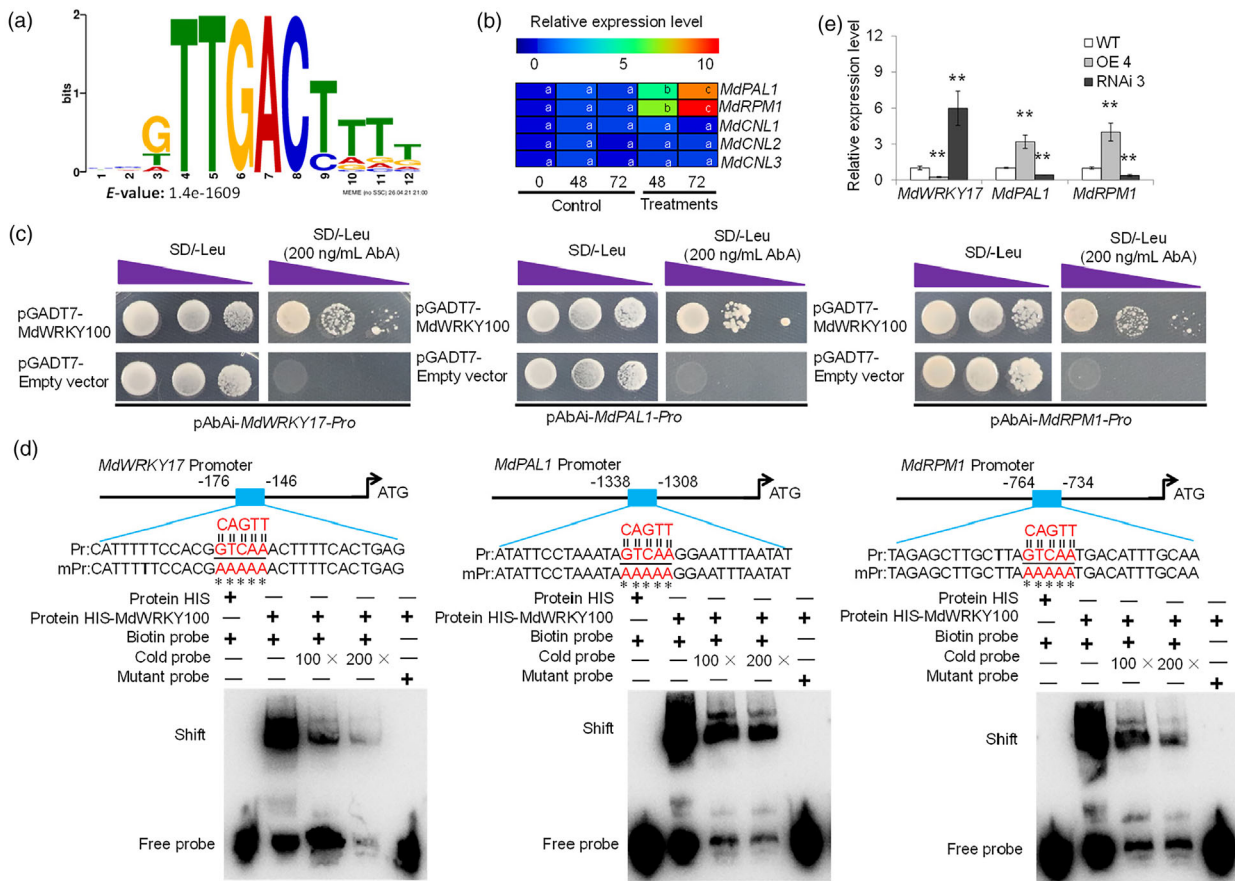 (a)
2
1
0
bits
GTTGACTTTT
TCAGG
1 2 3 4 5 6 7 8 9 10 11 12
MEME (no SSC) 26.04.21 21:00
E-value: 1.4e-1609
(b)
Relative expression level
0 5 10
a a a b c MdPAL1
a a a b c MdRPM1
a a a a a MdCNL1
a a a a a MdCNL2
a a a a a MdCNL3
0 48 72 48 72
Control Treatments
(e)
Relative expression level
12
9
6
3
0
WT
OE 4
RNAi 3
** ** ** ** ** **
MdWRKY17 MdPAL1 MdRPM1
(c)
SD/-Leu SD/-Leu (200 ng/mL AbA)
pGADT7-MdWRKY100
pGADT7-Empty vector
pAbAi-MdWRKY17-Pro
SD/-Leu SD/-Leu (200 ng/mL AbA)
pGADT7-MdWRKY100
pGADT7-Empty vector
pAbAi-MdPAL1-Pro
SD/-Leu SD/-Leu (200 ng/mL AbA)
pGADT7-MdWRKY100
pGADT7-Empty vector
pAbAi-MdRPM1-Pro
(d)
MdWRKY17 Promoter
-176 -146
ATG
CAGTT
Pr:CATTTTTCCACGGTCAAACTTTTCACTGAG
mPr:CATTTTTCCACGAAAAAACTTTTCACTGAG
*****
Protein HIS + — — — —
Protein HIS-MdWRKY100 — + + + +
Biotin probe + + + + —
Cold probe — — 100 × 200 × —
Mutant probe — — — — +
Shift
Free probe
MdPAL1 Promoter
-1338 -1308
ATG
CAGTT
Pr:ATATTCCTAAATAGTCAAGGAATTTAATAT
mPr:ATATTCCTAAATAAAAAAGGAATTTAATAT
*****
Protein HIS + — — — —
Protein HIS-MdWRKY100 — + + + +
Biotin probe + + + + —
Cold probe — — 100 × 200 × —
Mutant probe — — — — +
Shift
Free probe
MdRPM1 Promoter
-764 -734
ATG
CAGTT
Pr:TAGAGCTTGCTTAGTCAATGACATTTGCAA
mPr:TAGAGCTTGCTTAAAAAATGACATTTGCAA
*****
Protein HIS + — — — —
Protein HIS-MdWRKY100 — + + + +
Biotin probe + + + + —
Cold probe — — 100 × 200 × —
Mutant probe — — — — +
Shift
Free probe